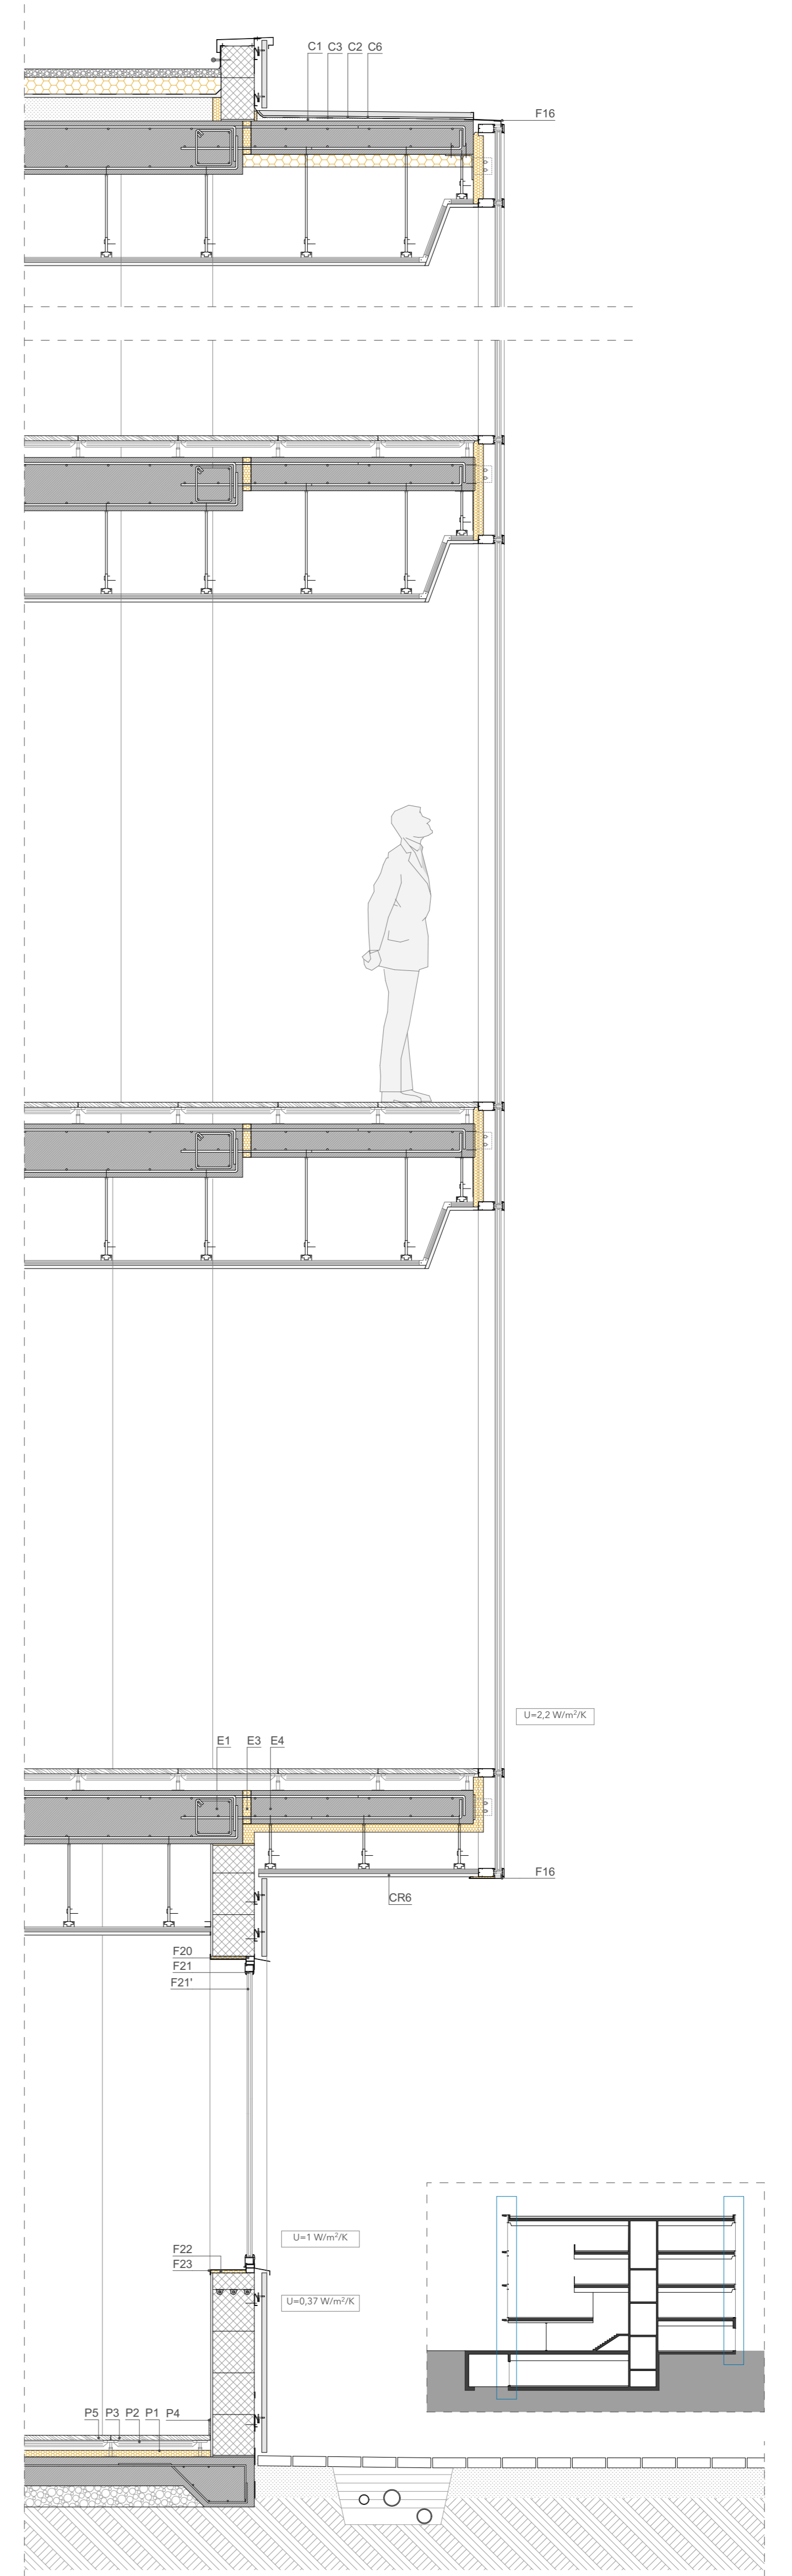 C1 C3 C2 C6
F16
U=2,2 W/m²/K
E1 E3 E4
F16
CR6
F20
F21
F21'
U=1 W/m²/K
F22
F23
U=0,37 W/m²/K
P5 P3 P2 P1 P4